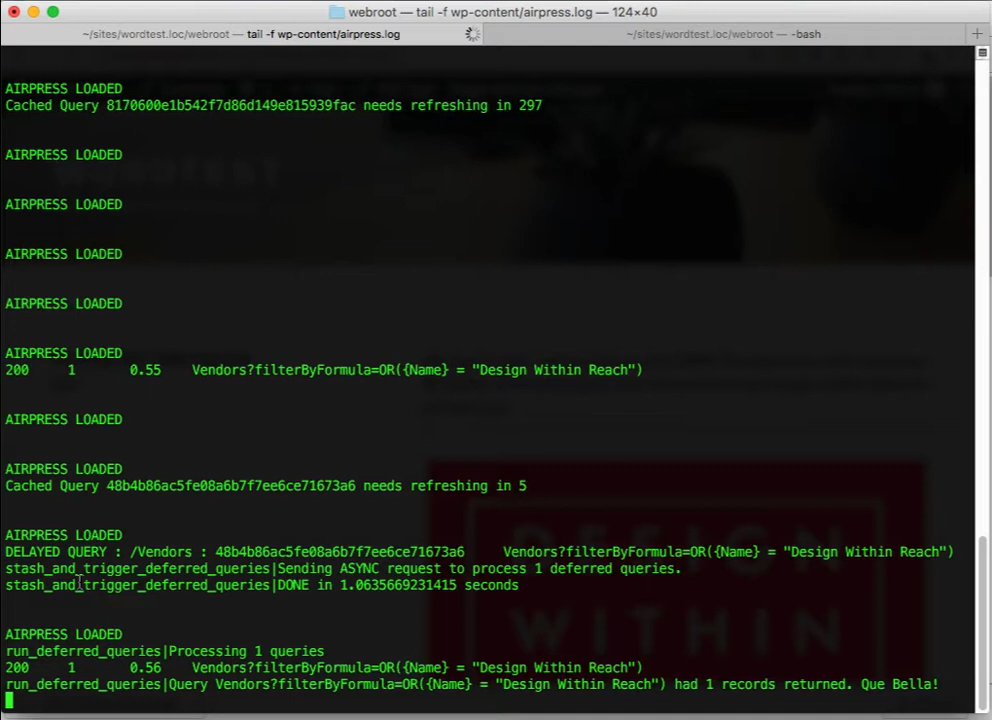 webroot — tail -f wp-content/airpress.log — 124×40
~/sites/wordtest.loc/webroot — tail -f wp-content/airpress.log
~/sites/wordtest.loc/webroot — -bash
AIRPRESS LOADED
Cached Query 8170600e1b542f7d86d149e815939fac needs refreshing in 297
AIRPRESS LOADED
AIRPRESS LOADED
AIRPRESS LOADED
AIRPRESS LOADED
AIRPRESS LOADED
200 1 0.55 Vendors?filterByFormula=OR({Name} = "Design Within Reach")
AIRPRESS LOADED
AIRPRESS LOADED
Cached Query 48b4b86ac5fe08a6b7f7ee6ce71673a6 needs refreshing in 5
AIRPRESS LOADED
DELAYED QUERY : /Vendors : 48b4b86ac5fe08a6b7f7ee6ce71673a6 Vendors?filterByFormula=OR({Name} = "Design Within Reach")
stash_and_trigger_deferred_queries|Sending ASYNC request to process 1 deferred queries.
stash_and_trigger_deferred_queries|DONE in 1.0635669231415 seconds
AIRPRESS LOADED
run_deferred_queries|Processing 1 queries
200 1 0.56 Vendors?filterByFormula=OR({Name} = "Design Within Reach")
run_deferred_queries|Query Vendors?filterByFormula=OR({Name} = "Design Within Reach") had 1 records returned. Que Bella!
WORDTEST
DESIGN
WITHIN